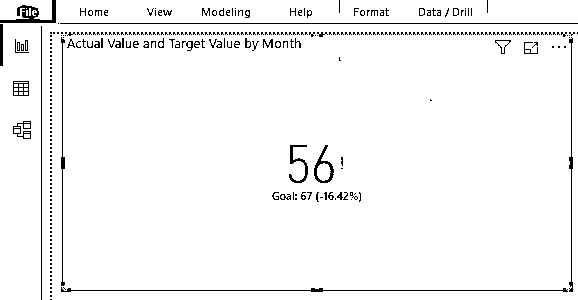 File Home View Modeling Help Format Data / Drill
Actual Value and Target Value by Month
56!
Goal: 67 (-16.42%)